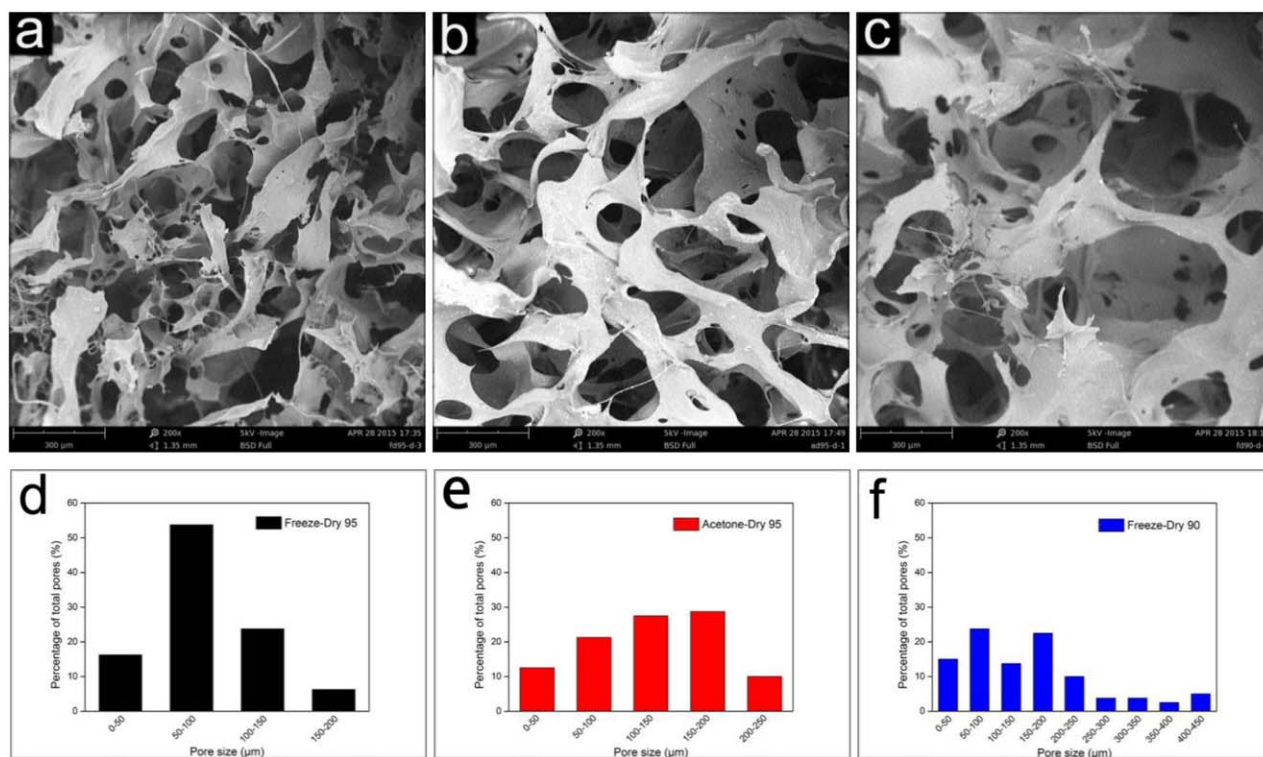 a
b
c
300 µm
200x
1.35 mm
5kV -Image
BSD Full
APR 28 2015 17:35
fd95-d-3
300 µm
200x
1.35 mm
5kV -Image
BSD Full
APR 28 2015 17:49
ad95-d-1
300 µm
200x
1.35 mm
5kV -Image
BSD Full
APR 28 2015
d
Freeze-Dry 95
Percentage of total pores (%)
60
50
40
30
20
10
0
0-50
50-100
100-150
150-200
Pore size (µm)
e
Acetone-Dry 95
Percentage of total pores (%)
60
50
40
30
20
10
0
0-50
50-100
100-150
150-200
200-250
Pore size (µm)
f
Freeze-Dry 90
Percentage of total pores (%)
60
50
40
30
20
10
0
0-50
50-100
100-150
150-200
200-250
250-300
300-350
350-400
400-450
Pore size (µm)